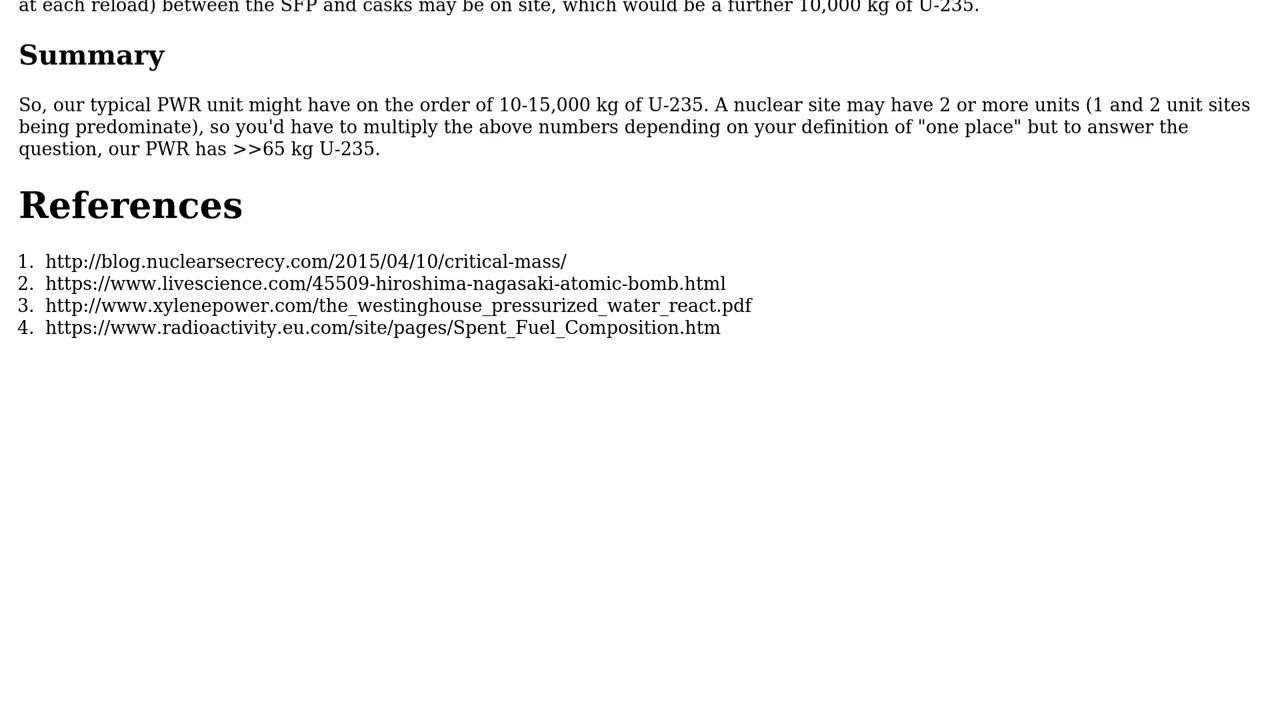 at each reload) between the SFP and casks may be on site, which would be a further 10,000 kg of U-235.
Summary
So, our typical PWR unit might have on the order of 10-15,000 kg of U-235. A nuclear site may have 2 or more units (1 and 2 unit sites
being predominate), so you'd have to multiply the above numbers depending on your definition of "one place" but to answer the
question, our PWR has >>65 kg U-235.
References
1. http://blog.nuclearsecrecy.com/2015/04/10/critical-mass/
2. https://www.livescience.com/45509-hiroshima-nagasaki-atomic-bomb.html
3. http://www.xylenepower.com/the_westinghouse_pressurized_water_react.pdf
4. https://www.radioactivity.eu.com/site/pages/Spent_Fuel_Composition.htm